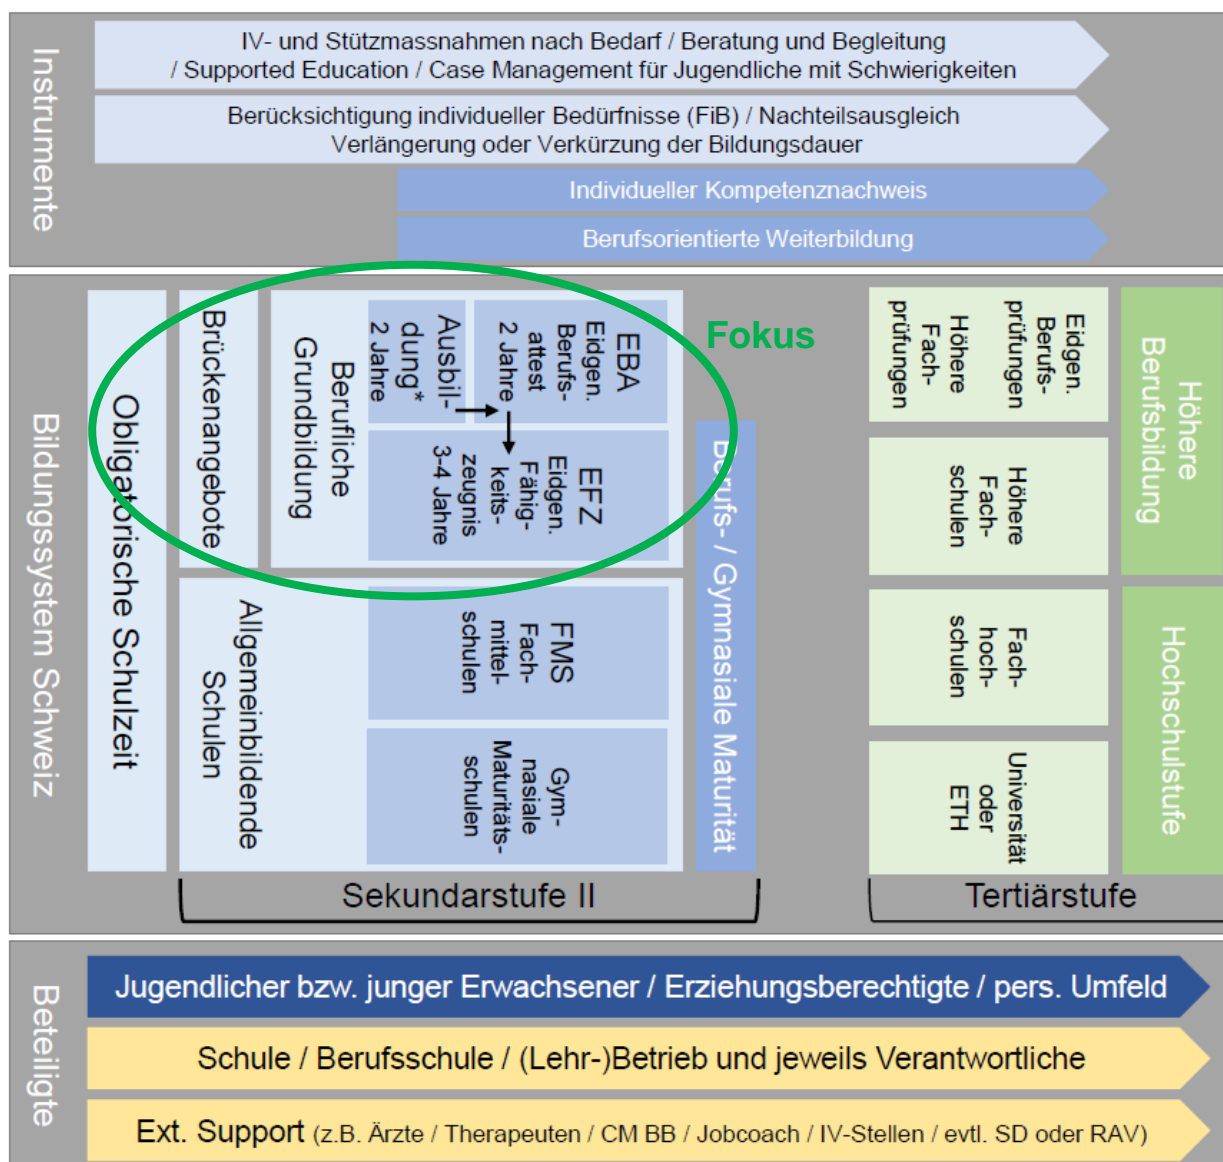 Instrumente
IV- und Stützmassnahmen nach Bedarf / Beratung und Begleitung
/ Supported Education / Case Management für Jugendliche mit Schwierigkeiten
Berücksichtigung individueller Bedürfnisse (FiB) / Nachteilsausgleich
Verlängerung oder Verkürzung der Bildungsdauer
Individueller Kompetenznachweis
Berufsorientierte Weiterbildung
Bildungssystem Schweiz
Obligatorische Schulzeit
Brückenangebote
Berufliche
Grundbildung
Ausbil-
dung*
2 Jahre
EBA
Eidgen.
Berufs-
attest
2 Jahre
EFZ
Eidgen.
Fähig-
keits-
zeugnis
3-4 Jahre
Fokus
Allgemeinbildende
Schulen
FMS
Fach-
mittel-
schulen
Gym-
nasiale
Maturitäts-
schulen
Berufs- / Gymnasiale Maturität
Eidgen.
Berufs-
prüfungen
Höhere
Fach-
prüfungen
Höhere
Fach-
schulen
Fach-
hoch-
schulen
Universität
oder
ETH
Höhere
Berufsbildung
Hochschulstufe
Sekundarstufe II
Tertiärstufe
Beteiligte
Jugendlicher bzw. junger Erwachsener / Erziehungsberechtigte / pers. Umfeld
Schule / Berufsschule / (Lehr-)Betrieb und jeweils Verantwortliche
Ext. Support (z.B. Ärzte / Therapeuten / CM BB / Jobcoach / IV-Stellen / evtl. SD oder RAV)